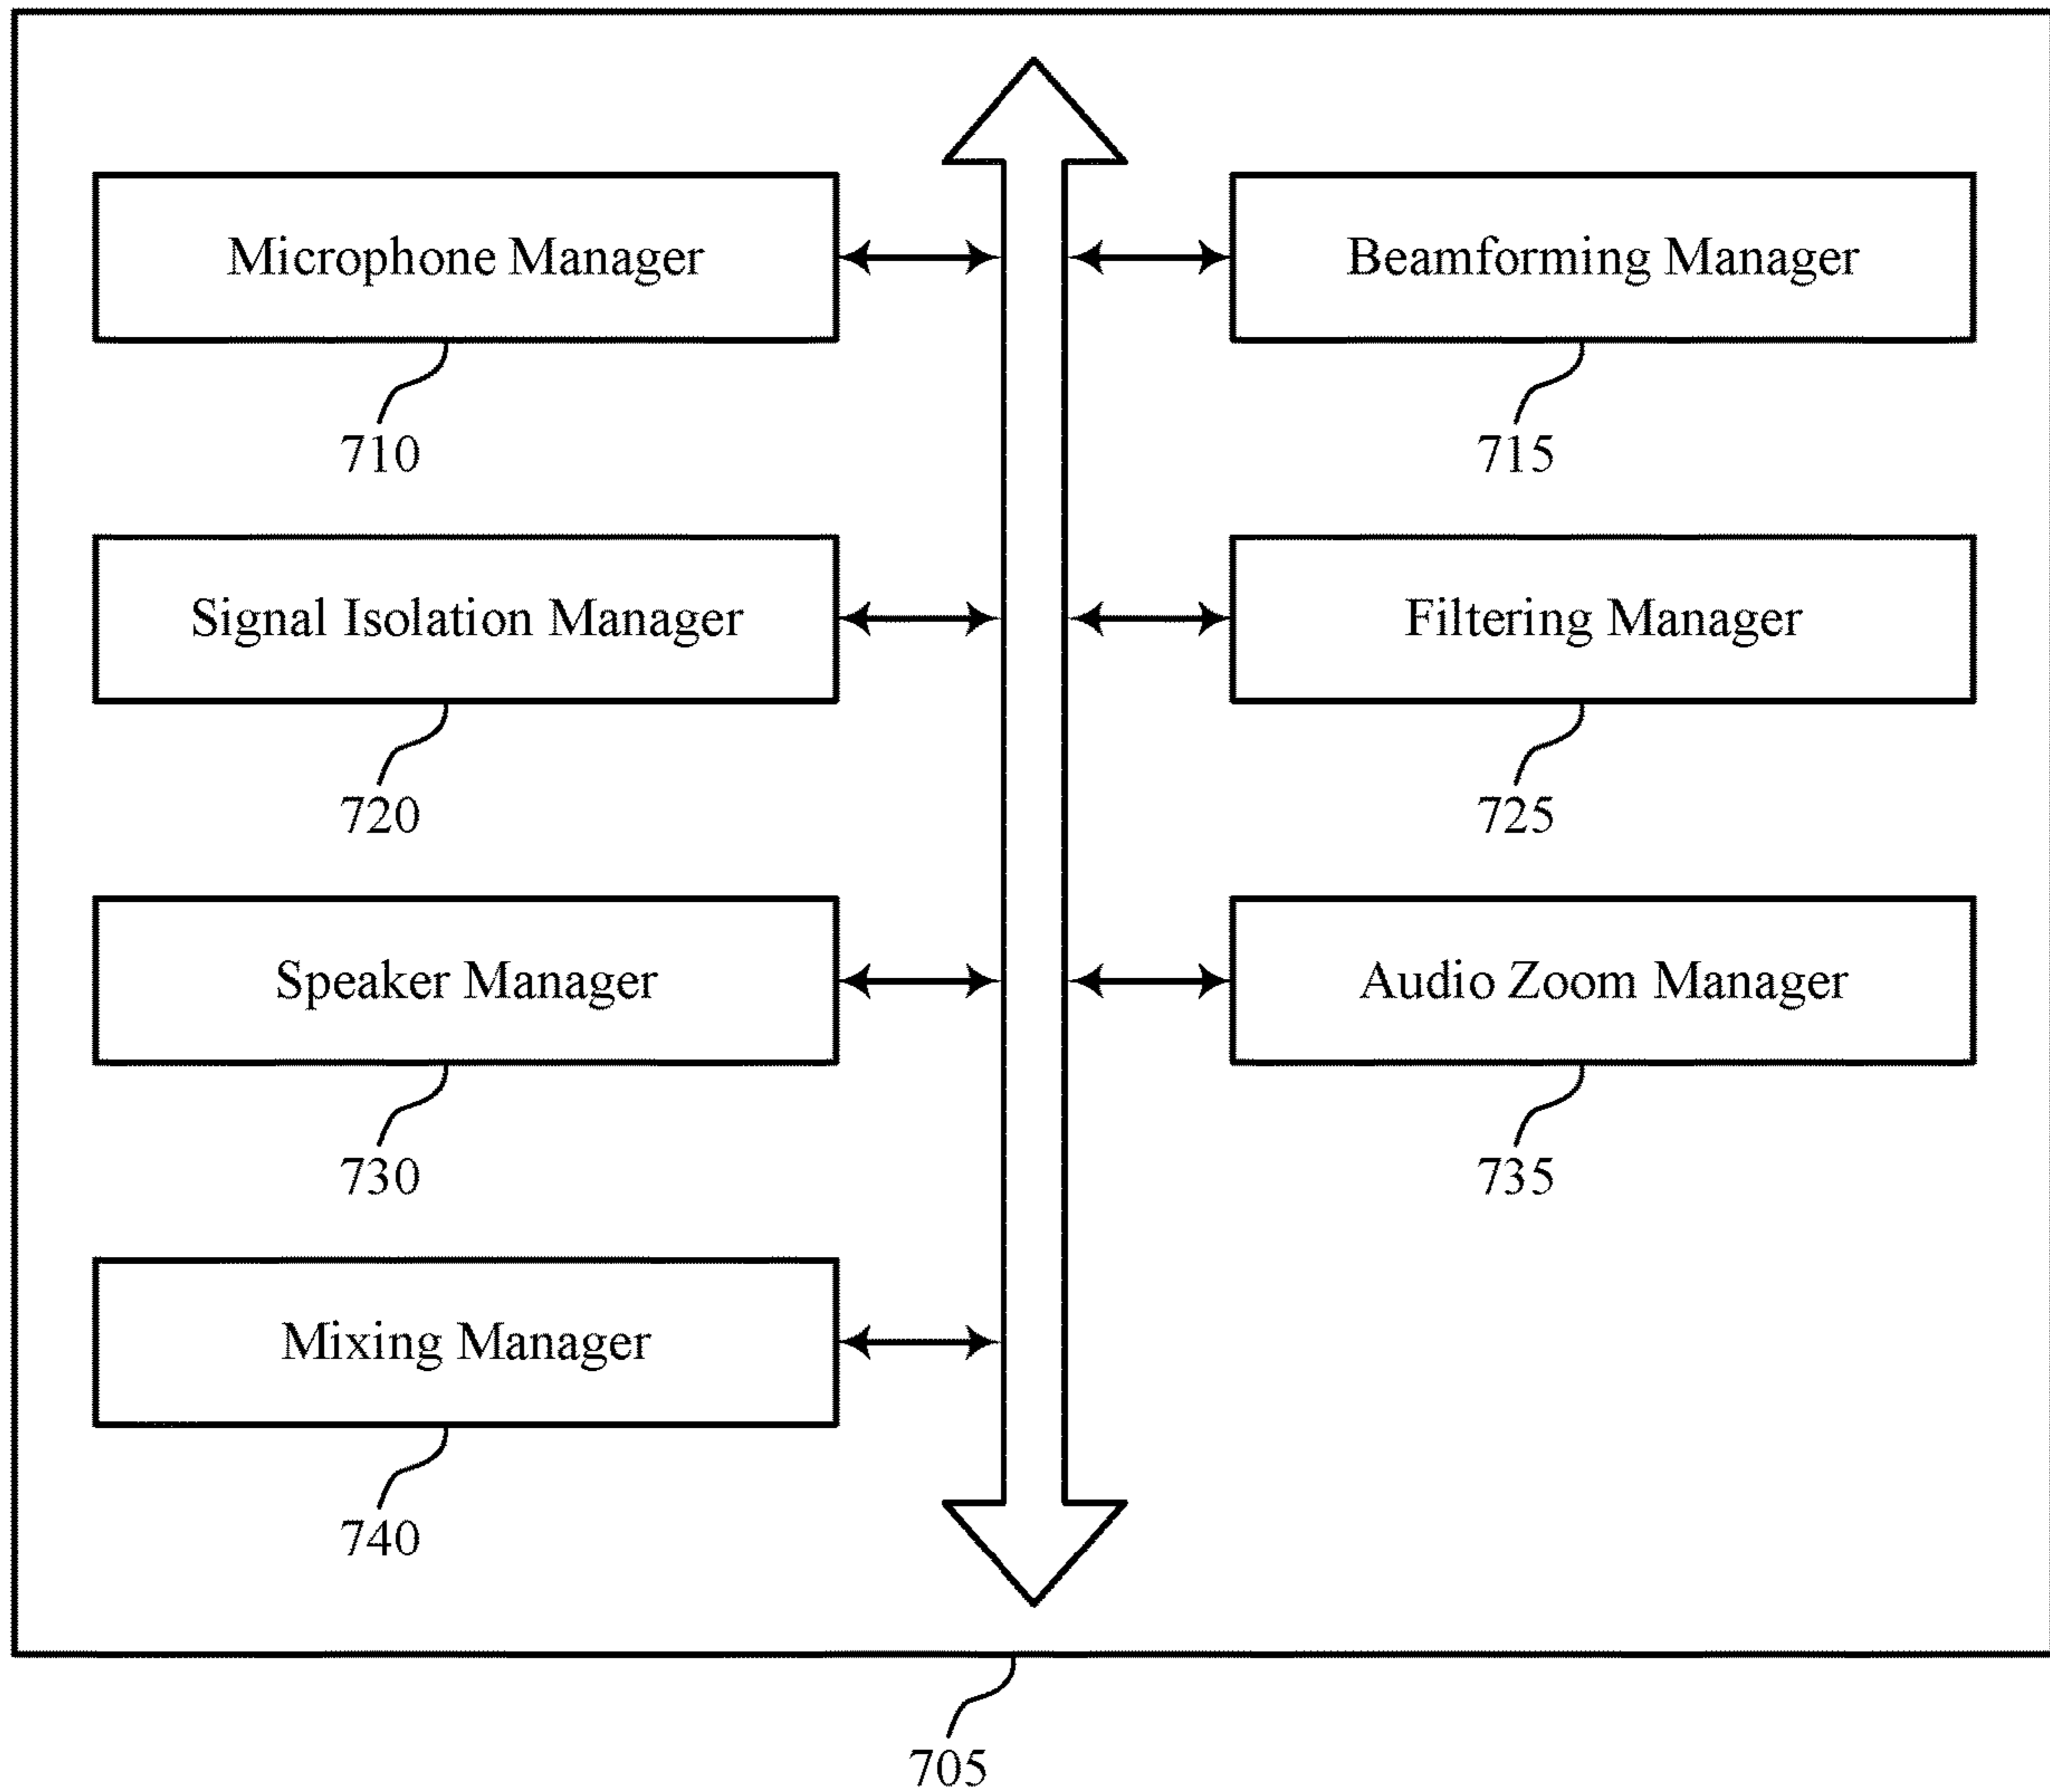 Microphone Manager
Beamforming Manager
710
715
Signal Isolation Manager
Filtering Manager
720
725
Speaker Manager
Audio Zoom Manager
730
735
Mixing Manager
740
705